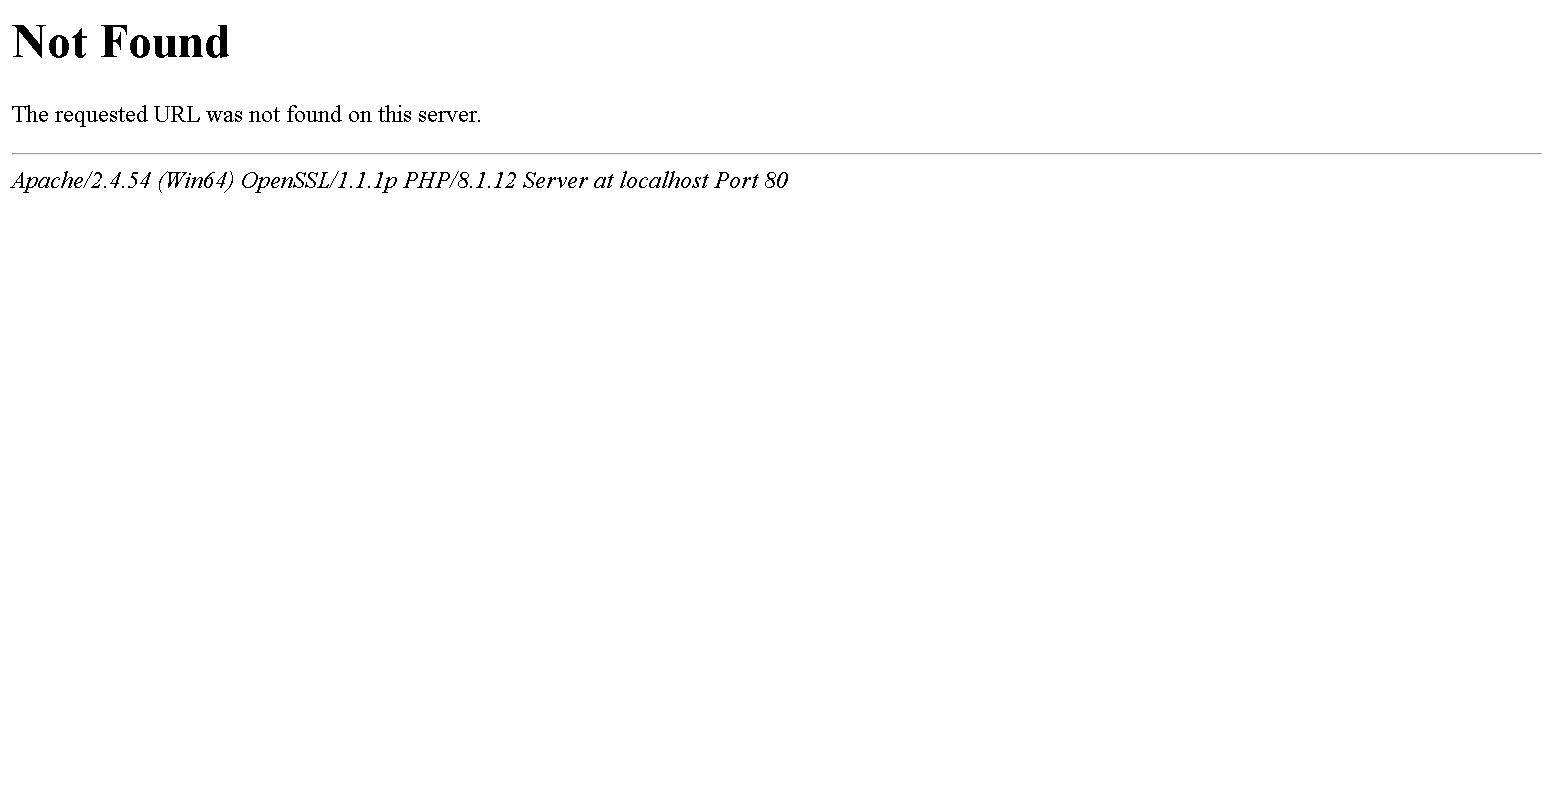 Not Found
The requested URL was not found on this server.
Apache/2.4.54 (Win64) OpenSSL/1.1.1p PHP/8.1.12 Server at localhost Port 80